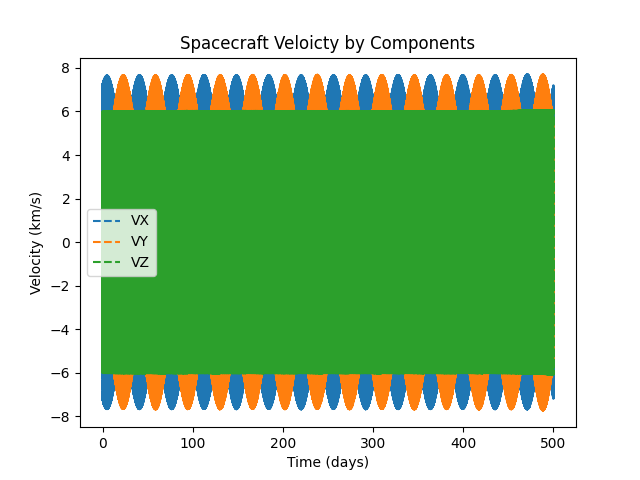 Spacecraft Veloicty by Components
Velocity (km/s)
8
6
4
2
0
−2
−4
−6
−8
VX
VY
VZ
0 100 200 300 400 500
Time (days)